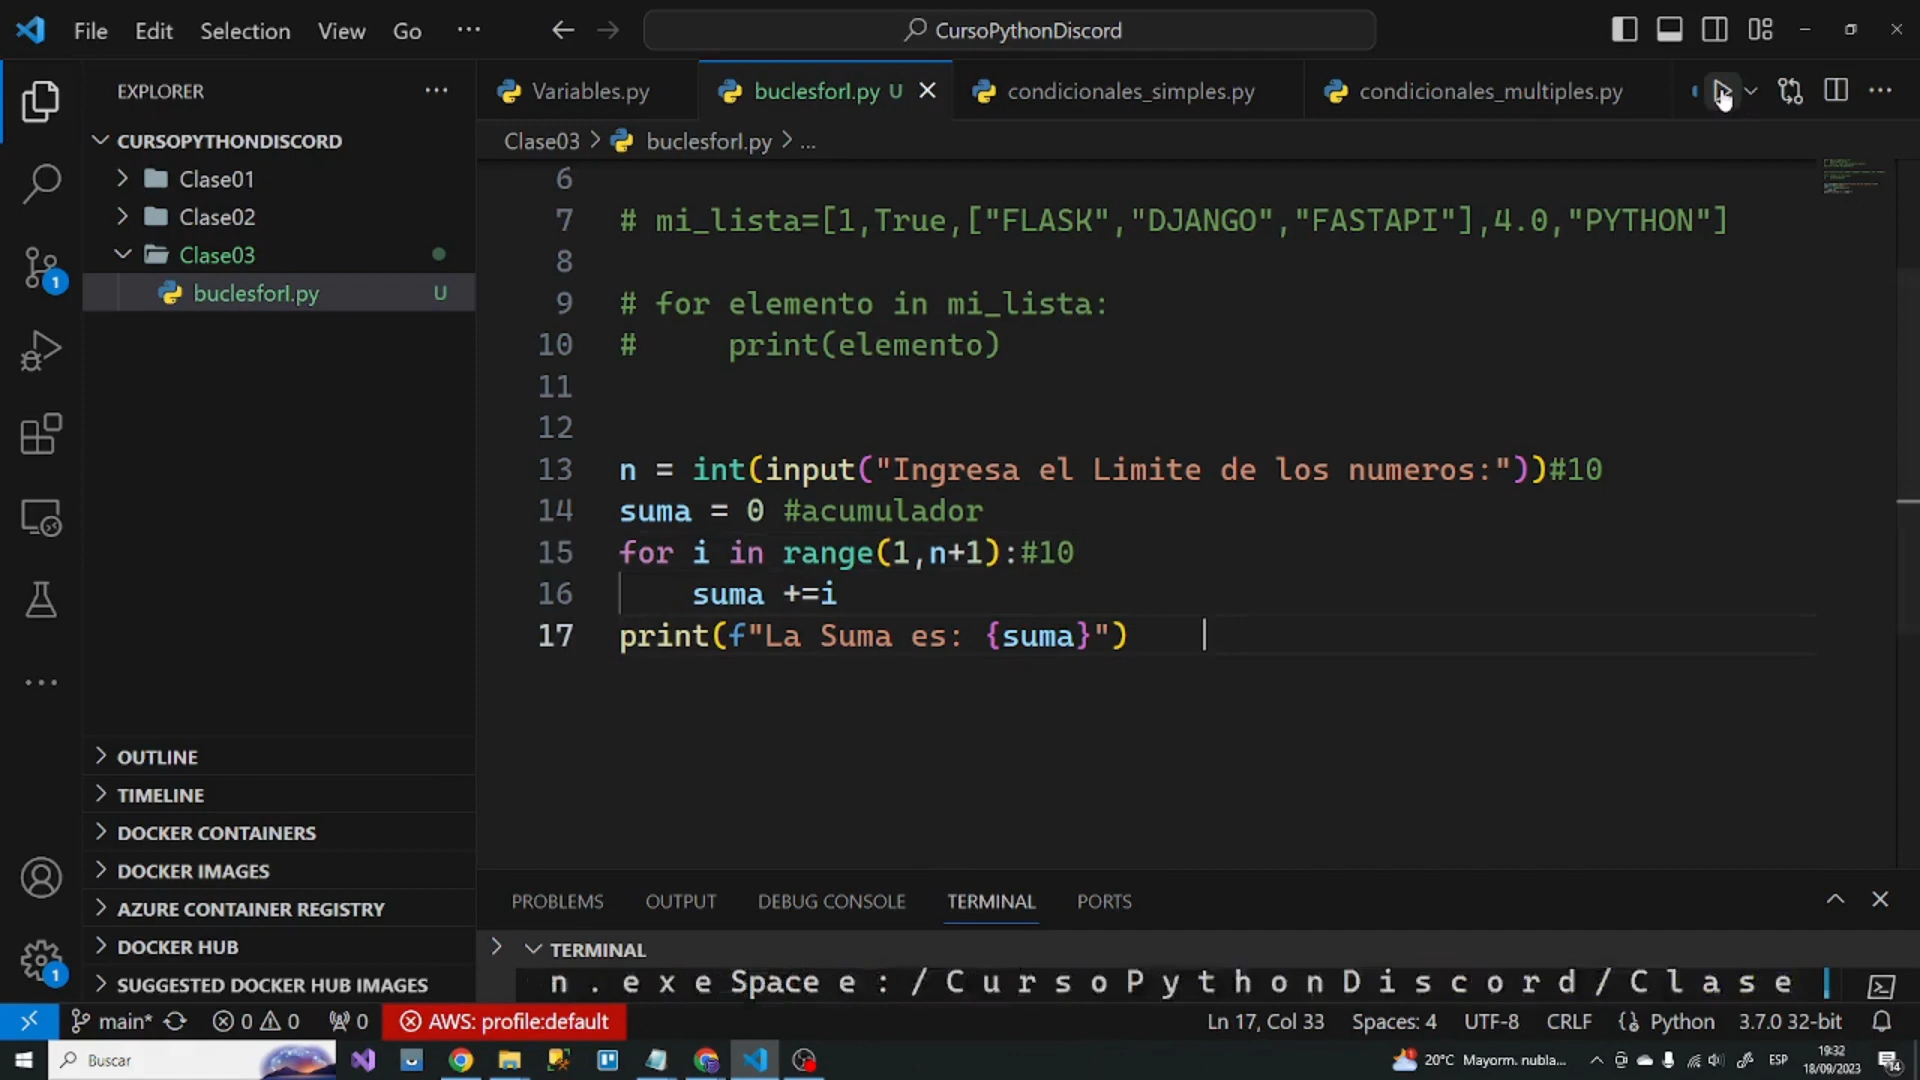 File Edit Selection View Go ··· CursoPythonDiscord
EXPLORER ···
Variables.py buclesforI.py U condicionales_simples.py condicionales_multiples.py
Clase03 > buclesforI.py > ...
CURSOPYTHONDISCORD
Clase01
Clase02
Clase03
buclesforI.py U
6
7 # mi_lista=[1,True,["FLASK","DJANGO","FASTAPI"],4.0,"PYTHON"]
8
9 # for elemento in mi_lista:
10 #     print(elemento)
11
12
13 n = int(input("Ingresa el Limite de los numeros:"))#10
14 suma = 0 #acumulador
15 for i in range(1,n+1):#10
16     suma +=i
17 print(f"La Suma es: {suma}")
1
1
OUTLINE
TIMELINE
DOCKER CONTAINERS
DOCKER IMAGES
AZURE CONTAINER REGISTRY
DOCKER HUB
SUGGESTED DOCKER HUB IMAGES
PROBLEMS OUTPUT DEBUG CONSOLE TERMINAL PORTS
TERMINAL
n . e x e Space e : / C u r s o P y t h o n D i s c o r d / C l a s e
main* 0 0 0 AWS: profile:default Ln 17, Col 33 Spaces: 4 UTF-8 CRLF Python 3.7.0 32-bit
Buscar 20°C Mayorm. nubla... ESP 19:32 18/09/2023 14